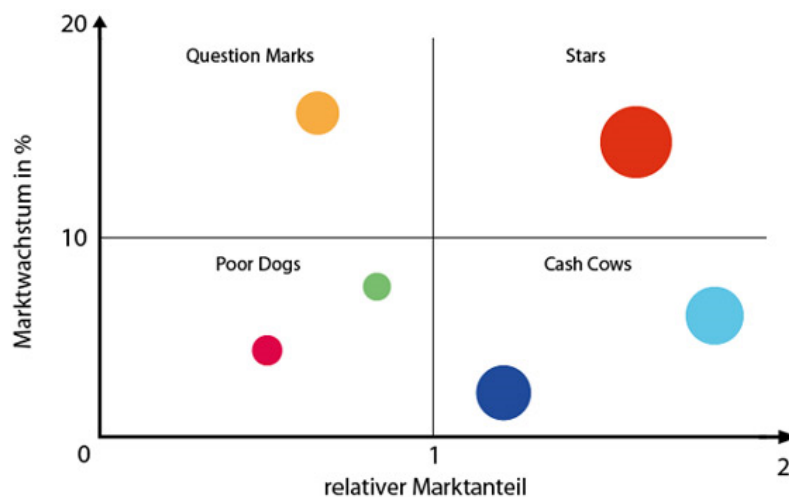 20
Question Marks
Stars
Marktwachstum in %
10
Poor Dogs
Cash Cows
0
1
2
relativer Marktanteil